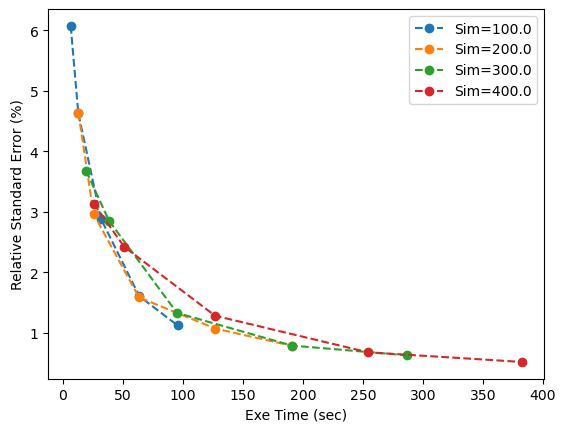 Sim=100.0
Sim=200.0
Sim=300.0
Sim=400.0
Relative Standard Error (%)
6
5
4
3
2
1
0 50 100 150 200 250 300 350 400
Exe Time (sec)